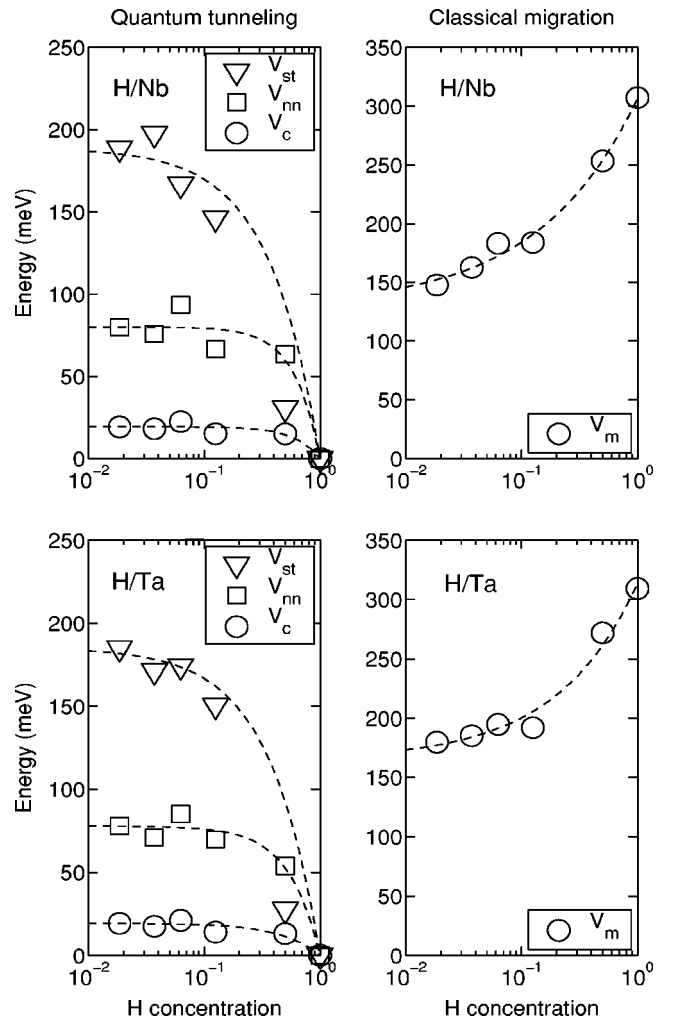 Quantum tunneling
Classical migration
250
200
150
100
50
0
Energy (meV)
H/Nb
V_st
V_nn
V_c
10^-2
10^-1
10^0
350
300
250
200
150
100
50
0
H/Nb
V_m
10^-2
10^-1
10^0
250
200
150
100
50
0
Energy (meV)
H/Ta
V_st
V_nn
V_c
10^-2
10^-1
10^0
H concentration
350
300
250
200
150
100
50
0
H/Ta
V_m
10^-2
10^-1
10^0
H concentration